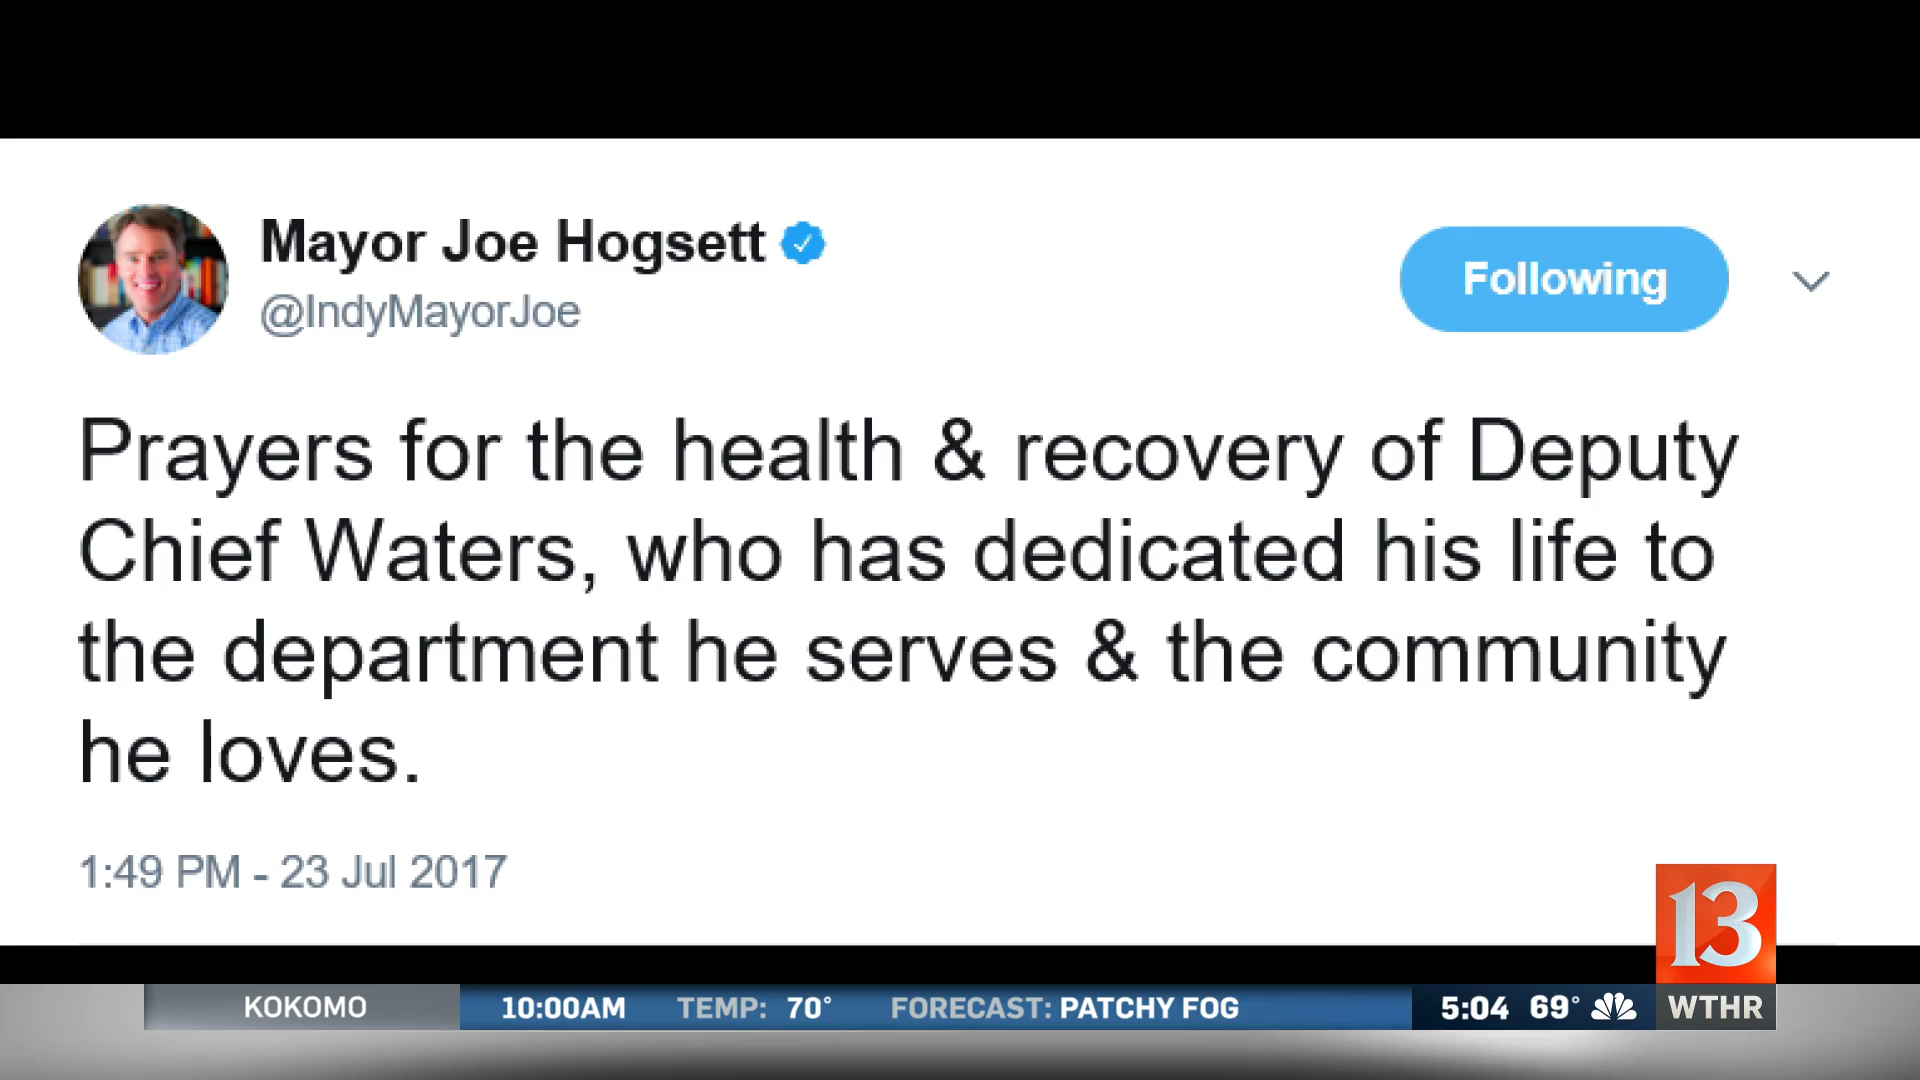 Mayor Joe Hogsett
@IndyMayorJoe
Following
Prayers for the health & recovery of Deputy
Chief Waters, who has dedicated his life to
the department he serves & the community
he loves.
1:49 PM - 23 Jul 2017
13
KOKOMO 10:00AM TEMP: 70° FORECAST: PATCHY FOG 5:04 69° WTHR